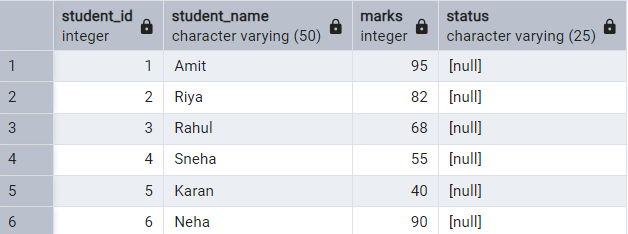 student_id student_name marks status
integer character varying (50) integer character varying (25)
1 1 Amit 95 [null]
2 2 Riya 82 [null]
3 3 Rahul 68 [null]
4 4 Sneha 55 [null]
5 5 Karan 40 [null]
6 6 Neha 90 [null]